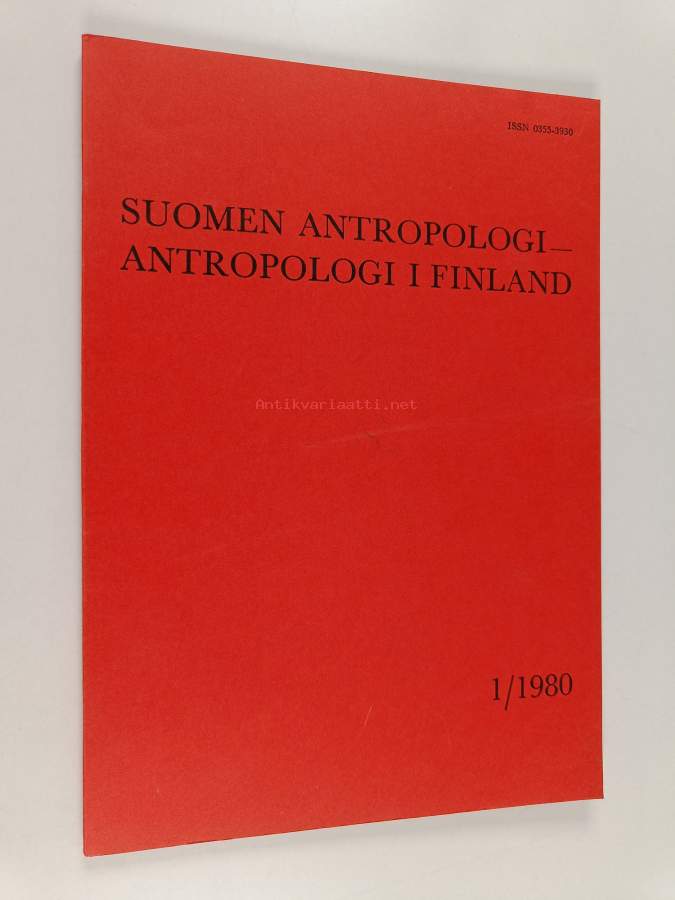 ISSN 0355-3930
SUOMEN ANTROPOLOGI—
ANTROPOLOGI I FINLAND
Antikvariaatti.net
1/1980